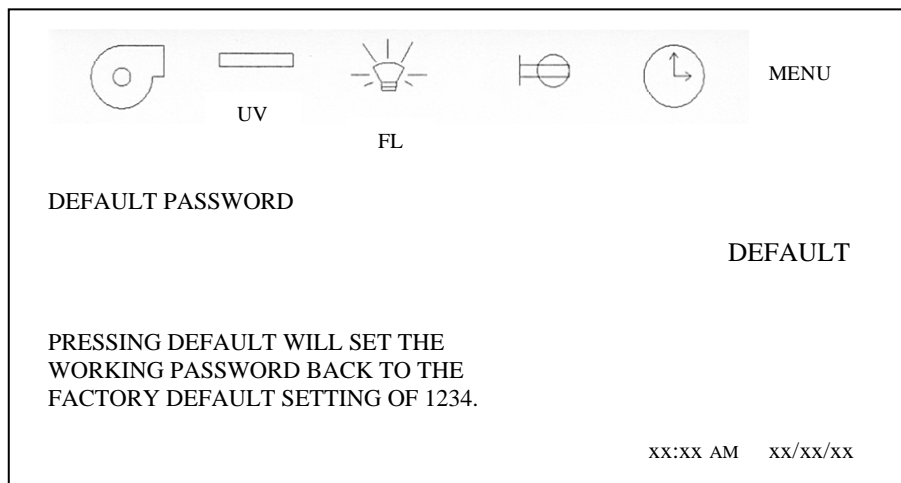 MENU
UV
FL
DEFAULT PASSWORD
DEFAULT
PRESSING DEFAULT WILL SET THE
WORKING PASSWORD BACK TO THE
FACTORY DEFAULT SETTING OF 1234.
xx:xx AM xx/xx/xx